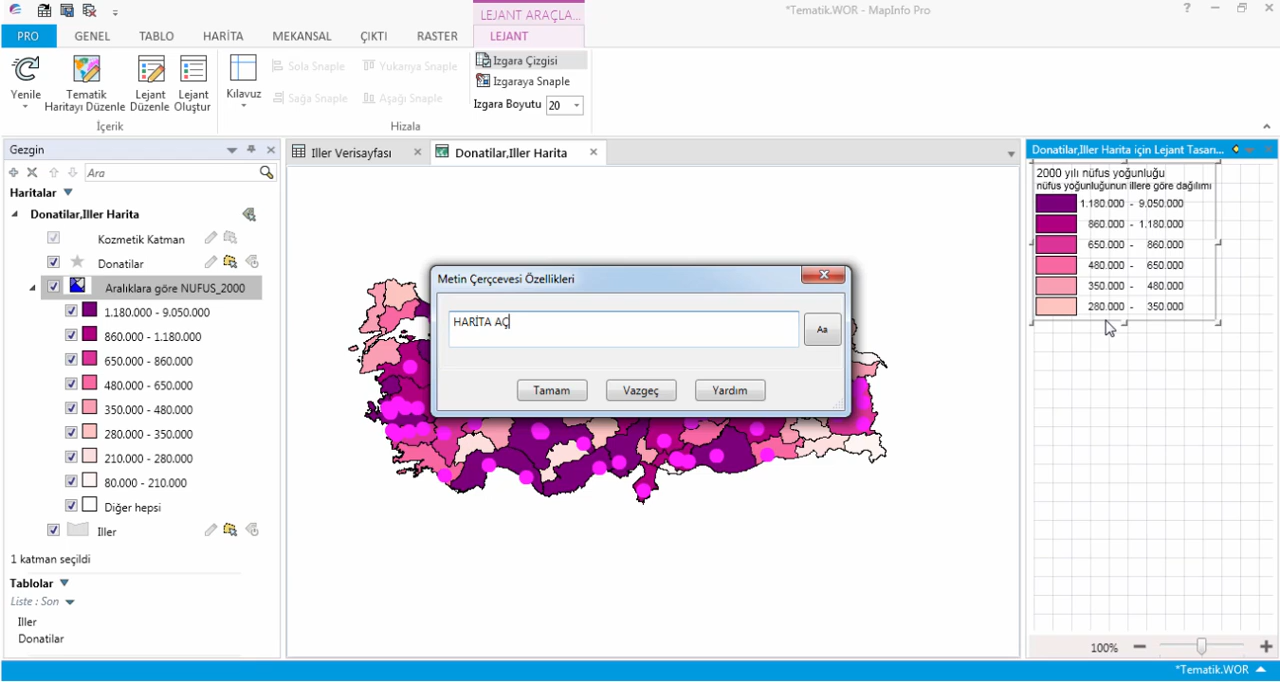 LEJANT ARAÇLA...
*Tematik.WOR - MapInfo Pro
PRO GENEL TABLO HARİTA MEKANSAL ÇIKTI RASTER LEJANT
Yenile
Tematik
Haritayı Düzenle
Lejant
Düzenle
Lejant
Oluştur
İçerik
Kılavuz
Sola Snaple
Yukarıya Snaple
Sağa Snaple
Aşağı Snaple
Hizala
Izgara Çizgisi
Izgaraya Snaple
Izgara Boyutu 20
Gezgin
Ara
Haritalar
Donatilar,Iller Harita
Kozmetik Katman
Donatilar
Aralıklara göre NUFUS_2000
1.180.000 - 9.050.000
860.000 - 1.180.000
650.000 - 860.000
480.000 - 650.000
350.000 - 480.000
280.000 - 350.000
210.000 - 280.000
80.000 - 210.000
Diğer hepsi
Iller
1 katman seçildi
Tablolar
Liste : Son
Iller
Donatilar
Iller Verisayfası
Donatilar,Iller Harita
Metin Çerçcevesi Özellikleri
HARİTA AÇ
Aa
Tamam
Vazgeç
Yardım
Donatilar,Iller Harita için Lejant Tasarı...
2000 yılı nüfus yoğunluğu
nüfus yoğunluğunun illere göre dağılımı
1.180.000 - 9.050.000
860.000 - 1.180.000
650.000 - 860.000
480.000 - 650.000
350.000 - 480.000
280.000 - 350.000
100%
*Tematik.WOR